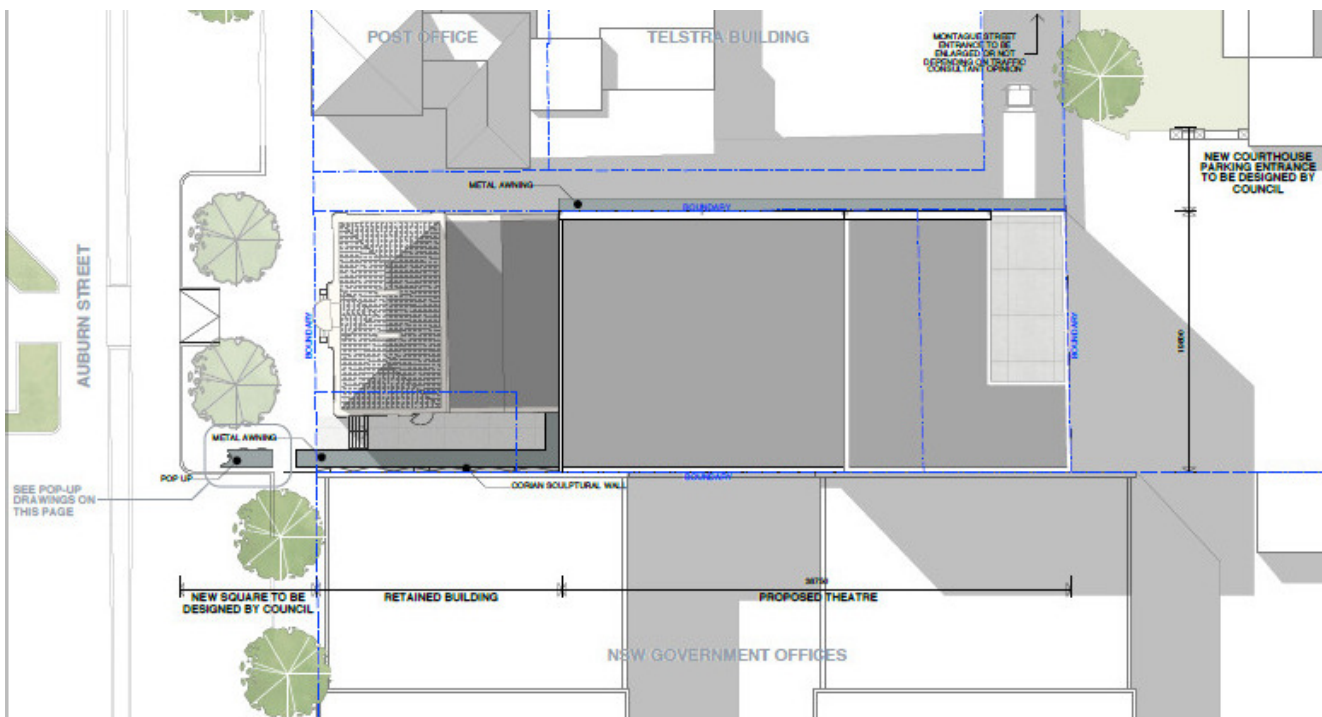 POST OFFICE
TELSTRA BUILDING
MONTAGUE STREET
ENTRANCE TO BE
ENLARGED OR NOT
DEPENDING ON TRAFFIC
CONSULTANT OPINION
NEW COURTHOUSE
PARKING ENTRANCE
TO BE DESIGNED BY
COUNCIL
METAL AWNING
BOUNDARY
AUBURN STREET
BOUNDARY
BOUNDARY
METAL AWNING
POP UP
BOUNDARY
CORIAN SCULPTURAL WALL
SEE POP-UP
DRAWINGS ON
THIS PAGE
NEW SQUARE TO BE
DESIGNED BY COUNCIL
RETAINED BUILDING
PROPOSED THEATRE
NSW GOVERNMENT OFFICES